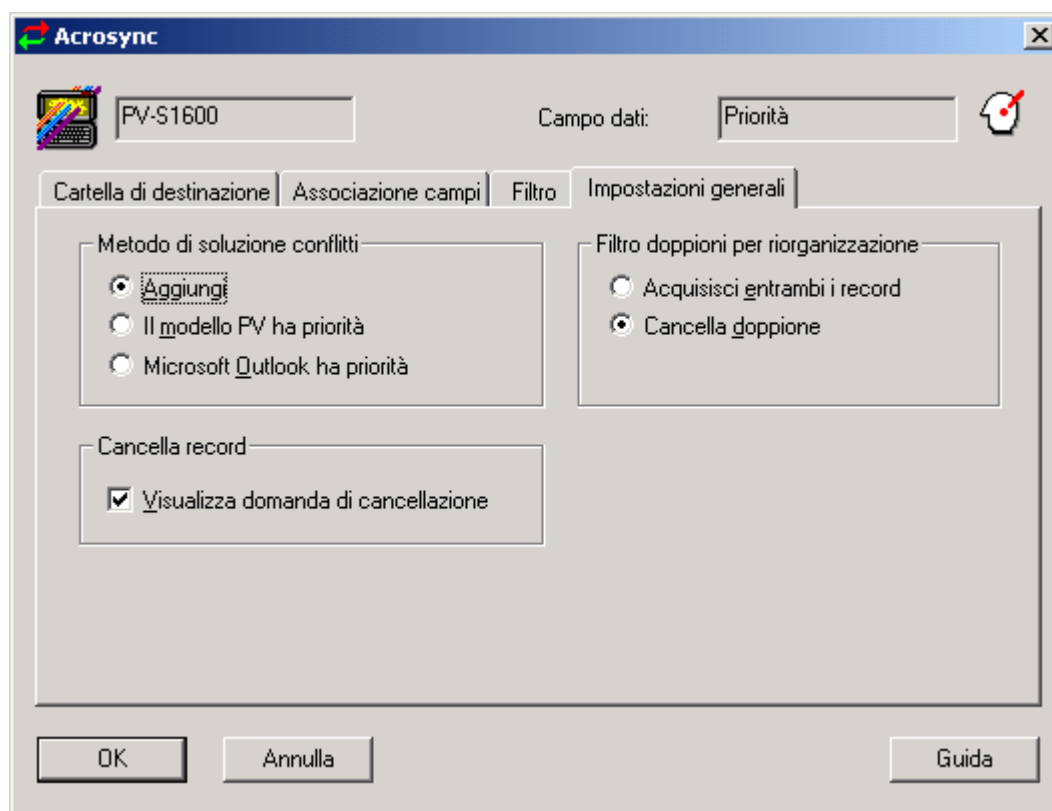 Acrosync
PV-S1600
Campo dati:
Priorità
Cartella di destinazione
Associazione campi
Filtro
Impostazioni generali
Metodo di soluzione conflitti
Aggiungi
Il modello PV ha priorità
Microsoft Outlook ha priorità
Filtro doppioni per riorganizzazione
Acquisisci entrambi i record
Cancella doppione
Cancella record
Visualizza domanda di cancellazione
OK
Annulla
Guida